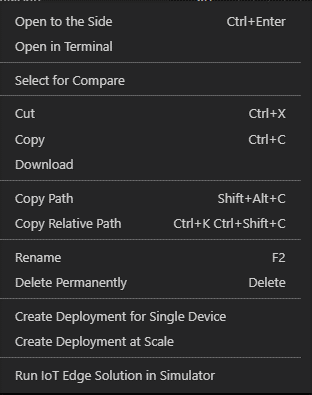 Open to the Side Ctrl+Enter
Open in Terminal
Select for Compare
Cut Ctrl+X
Copy Ctrl+C
Download
Copy Path Shift+Alt+C
Copy Relative Path Ctrl+K Ctrl+Shift+C
Rename F2
Delete Permanently Delete
Create Deployment for Single Device
Create Deployment at Scale
Run IoT Edge Solution in Simulator